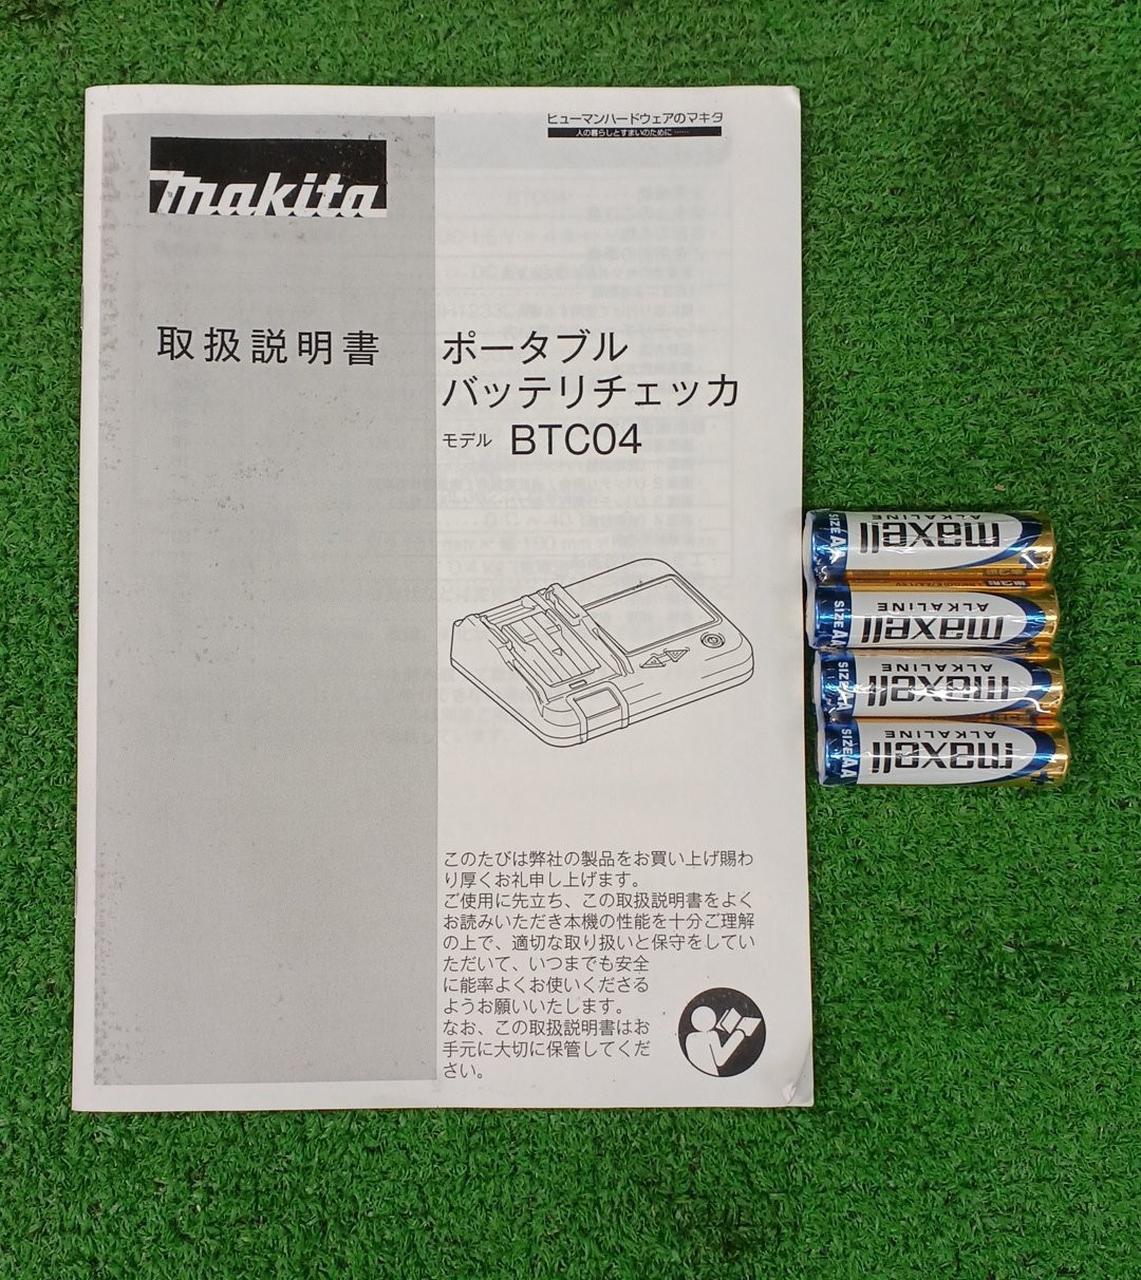 ヒューマンハードウェアのマキタ
人の暮らしとすまいのために……
makita
取扱説明書
ポータブル
バッテリチェッカ
モデル BTC04
このたびは弊社の製品をお買い上げ賜わ
り厚くお礼申し上げます。
ご使用に先立ち、この取扱説明書をよく
お読みいただき本機の性能を十分ご理解
の上で、適切な取り扱いと保守をしてい
ただいて、いつまでも安全
に能率よくお使いくださる
ようお願いいたします。
なお、この取扱説明書はお
手元に大切に保管してくだ
さい。
maxell
ALKALINE
SIZE AA
maxell
ALKALINE
SIZE AA
maxell
ALKALINE
SIZE AA
maxell
ALKALINE
SIZE AA